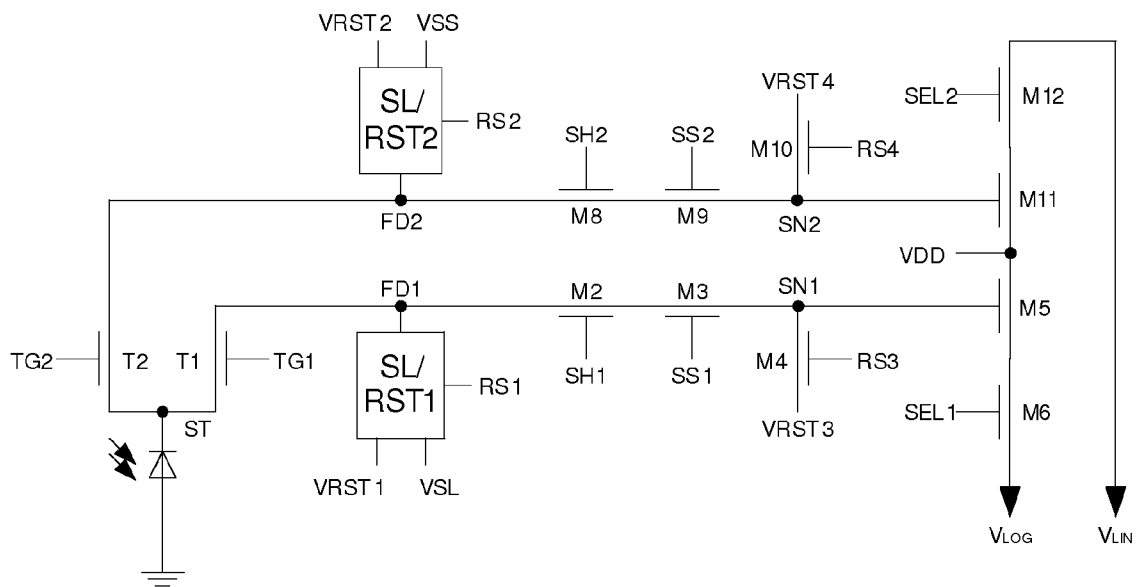 VRST2 VSS
SL/
RST2
RS2
VRST4
SEL2
M12
SH2 SS2
M10
RS4
M11
FD2
M8 M9
SN2
VDD
FD1
M2 M3
SN1
M5
TG2
T2 T1
TG1
SL/
RST1
RS1
SH1 SS1
M4
RS3
SEL1
M6
ST
VRST3
VRST1 VSL
VLOG VLIN